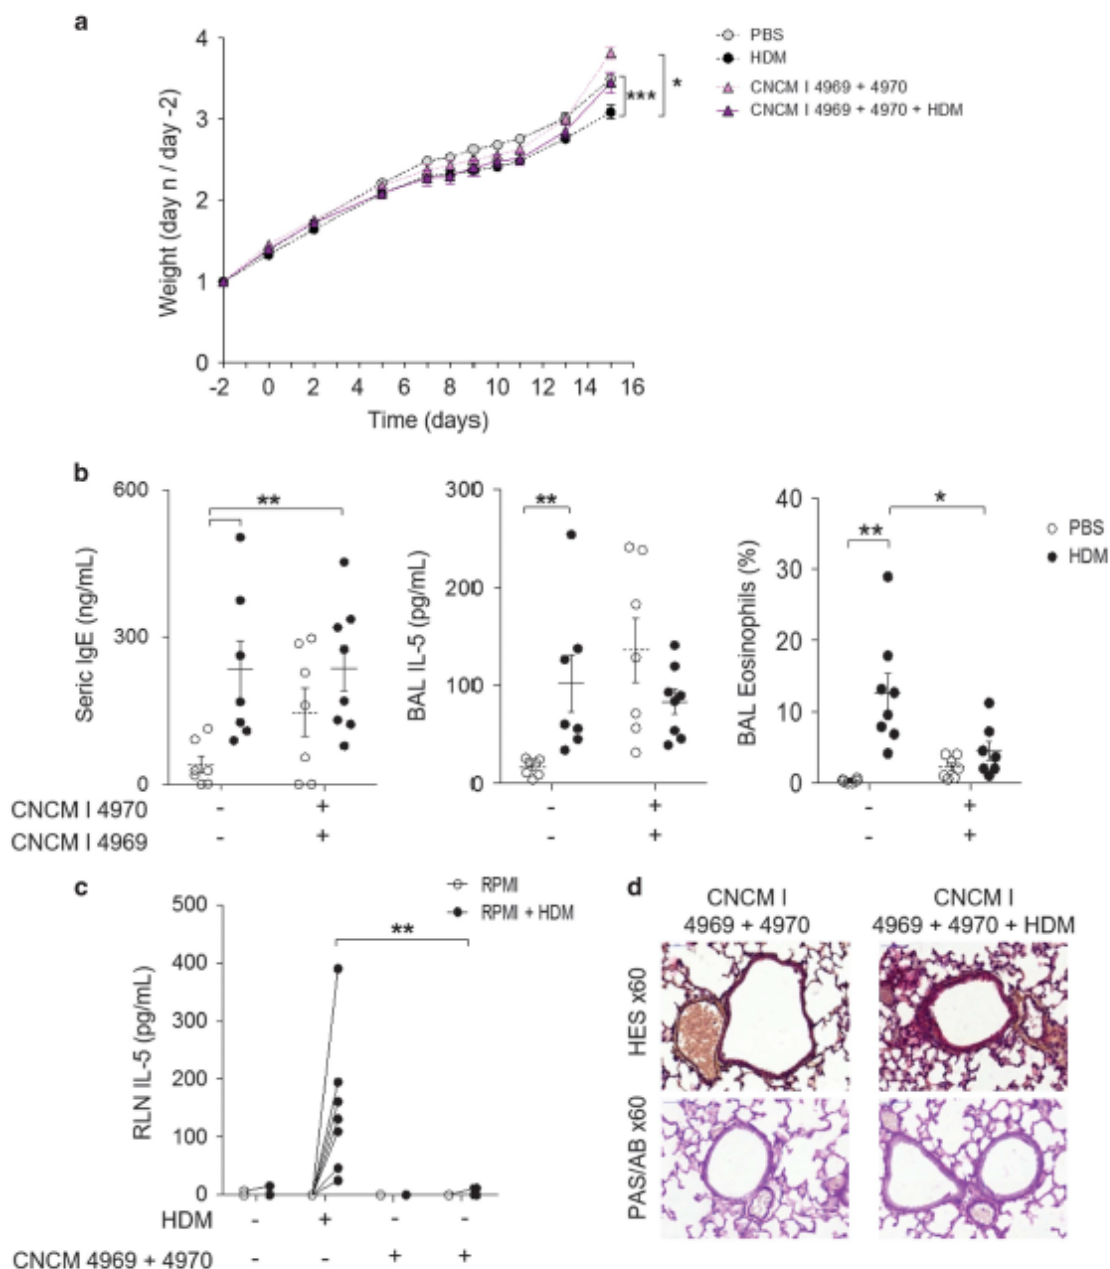 a
4
3
2
1
0
Weight (day n / day -2)
-2 0 2 4 6 8 10 12 14 16
Time (days)
PBS
HDM
CNCM I 4969 + 4970
CNCM I 4969 + 4970 + HDM
***
*
b
600
300
0
Seric IgE (ng/mL)
**
300
200
100
0
BAL IL-5 (pg/mL)
**
40
30
20
10
0
BAL Eosinophils (%)
**
*
PBS
HDM
CNCM I 4970 - + - + - +
CNCM I 4969 - + - + - +
c
RPMI
RPMI + HDM
500
400
300
200
100
0
RLN IL-5 (pg/mL)
**
HDM - + - +
CNCM 4969 + 4970 - - + +
d
CNCM I
4969 + 4970
CNCM I
4969 + 4970 + HDM
HES x60
PAS/AB x60